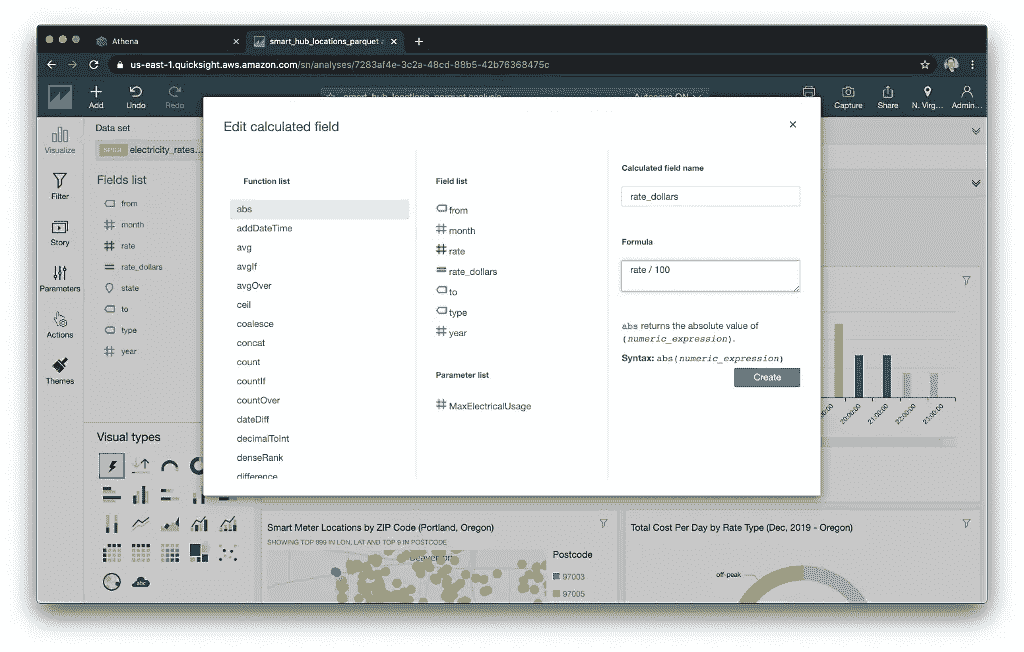 Athena
smart_hub_locations_parquet a
us-east-1.quicksight.aws.amazon.com/sn/analyses/7283af4e-3c2a-48cd-88b5-42b76368475c
Add
Undo
Redo
Autosave ON
Capture
Share
N. Virg...
Admin...
Visualize
Filter
Story
Parameters
Actions
Themes
Data set
SPICE
electricity_rates...
Fields list
from
month
rate
rate_dollars
state
to
type
year
Visual types
abc
Edit calculated field
Function list
abs
addDateTime
avg
avgIf
avgOver
ceil
coalesce
concat
count
countIf
countOver
dateDiff
decimalToInt
denseRank
difference
Field list
from
month
rate
rate_dollars
to
type
year
Parameter list
MaxElectricalUsage
Calculated field name
rate_dollars
Formula
rate / 100
abs returns the absolute value of
(numeric_expression).
Syntax: abs(numeric_expression)
Create
20:00:00
21:00:00
22:00:00
23:00:00
Smart Meter Locations by ZIP Code (Portland, Oregon)
SHOWING TOP 899 IN LON, LAT AND TOP 9 IN POSTCODE
Beaverton
Postcode
97003
97005
Total Cost Per Day by Rate Type (Dec, 2019 - Oregon)
off-peak